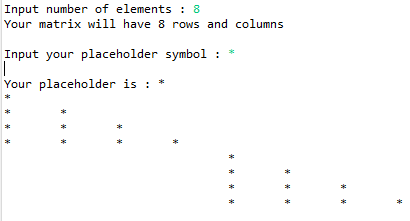 Input number of elements : 8
Your matrix will have 8 rows and columns
Input your placeholder symbol : *
Your placeholder is : *
*
*       *
*       *       *
*       *       *       *
                                *
                                *       *
                                *       *       *
                                *       *       *       *